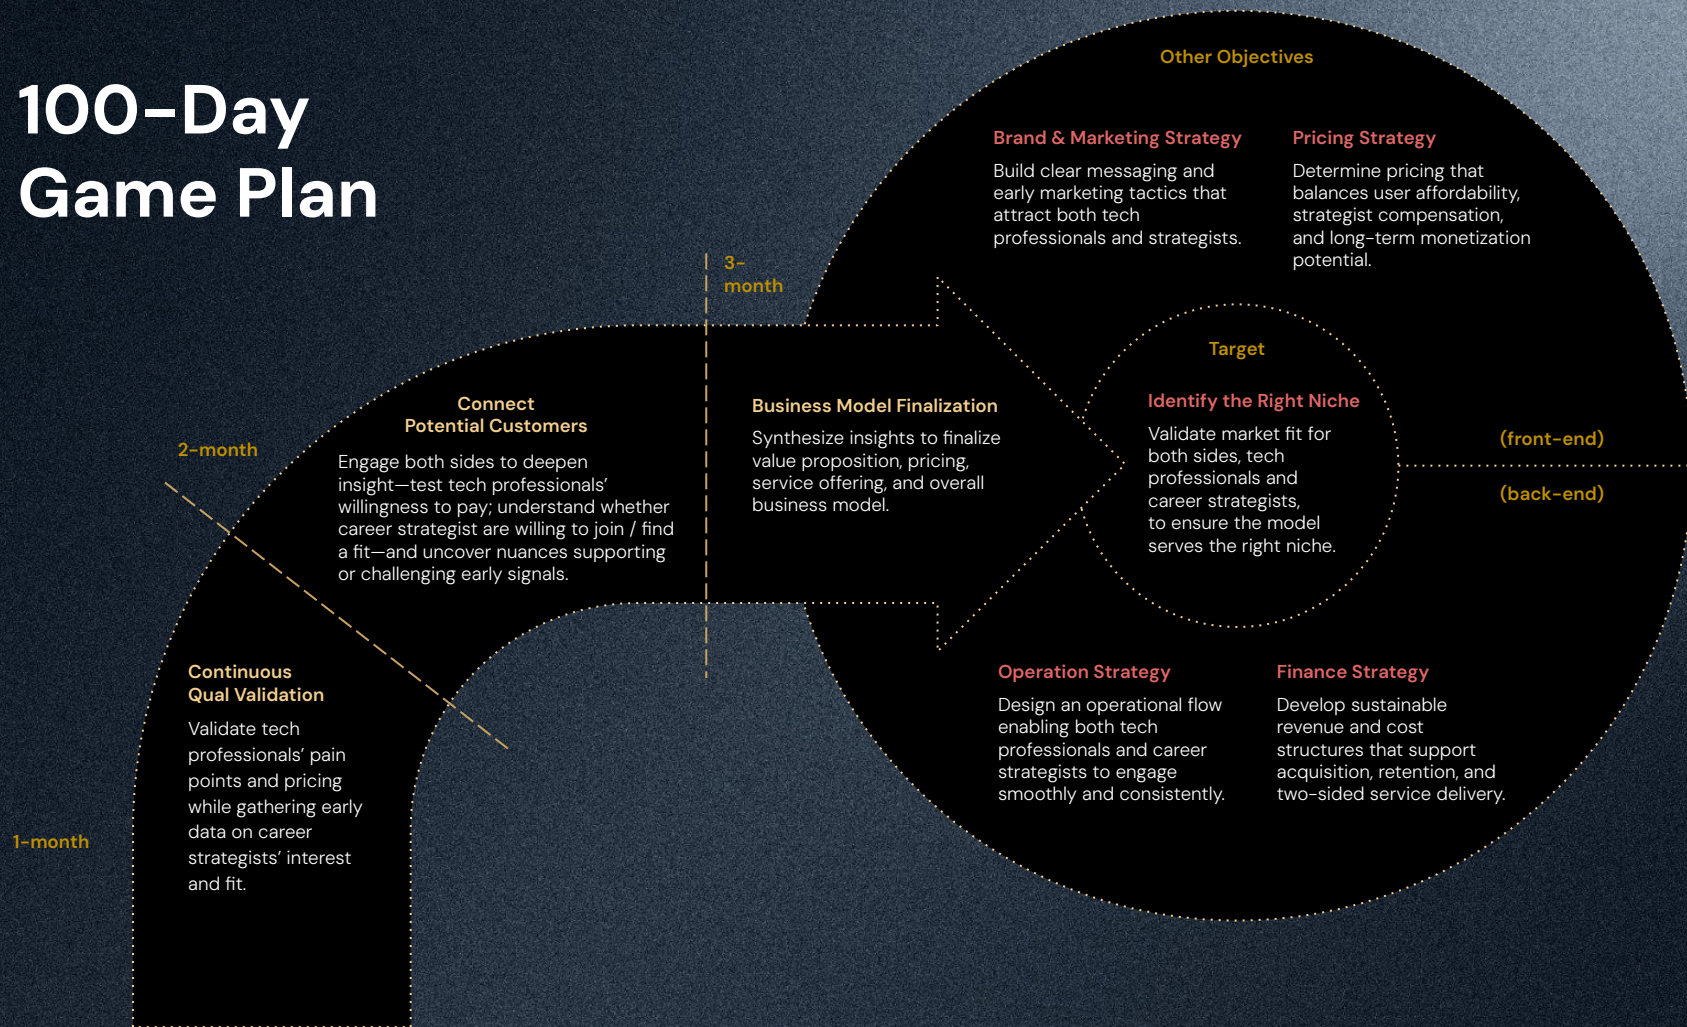 100-Day
Game Plan
Other Objectives
Brand & Marketing Strategy
Build clear messaging and
early marketing tactics that
attract both tech
professionals and strategists.
Pricing Strategy
Determine pricing that
balances user affordability,
strategist compensation,
and long-term monetization
potential.
3-
month
Target
Identify the Right Niche
Validate market fit for
both sides, tech
professionals and
career strategists,
to ensure the model
serves the right niche.
(front-end)
(back-end)
Business Model Finalization
Synthesize insights to finalize
value proposition, pricing,
service offering, and overall
business model.
Connect
Potential Customers
Engage both sides to deepen
insight—test tech professionals’
willingness to pay; understand whether
career strategist are willing to join / find
a fit—and uncover nuances supporting
or challenging early signals.
2-month
Continuous
Qual Validation
Validate tech
professionals’ pain
points and pricing
while gathering early
data on career
strategists’ interest
and fit.
1-month
Operation Strategy
Design an operational flow
enabling both tech
professionals and career
strategists to engage
smoothly and consistently.
Finance Strategy
Develop sustainable
revenue and cost
structures that support
acquisition, retention, and
two-sided service delivery.